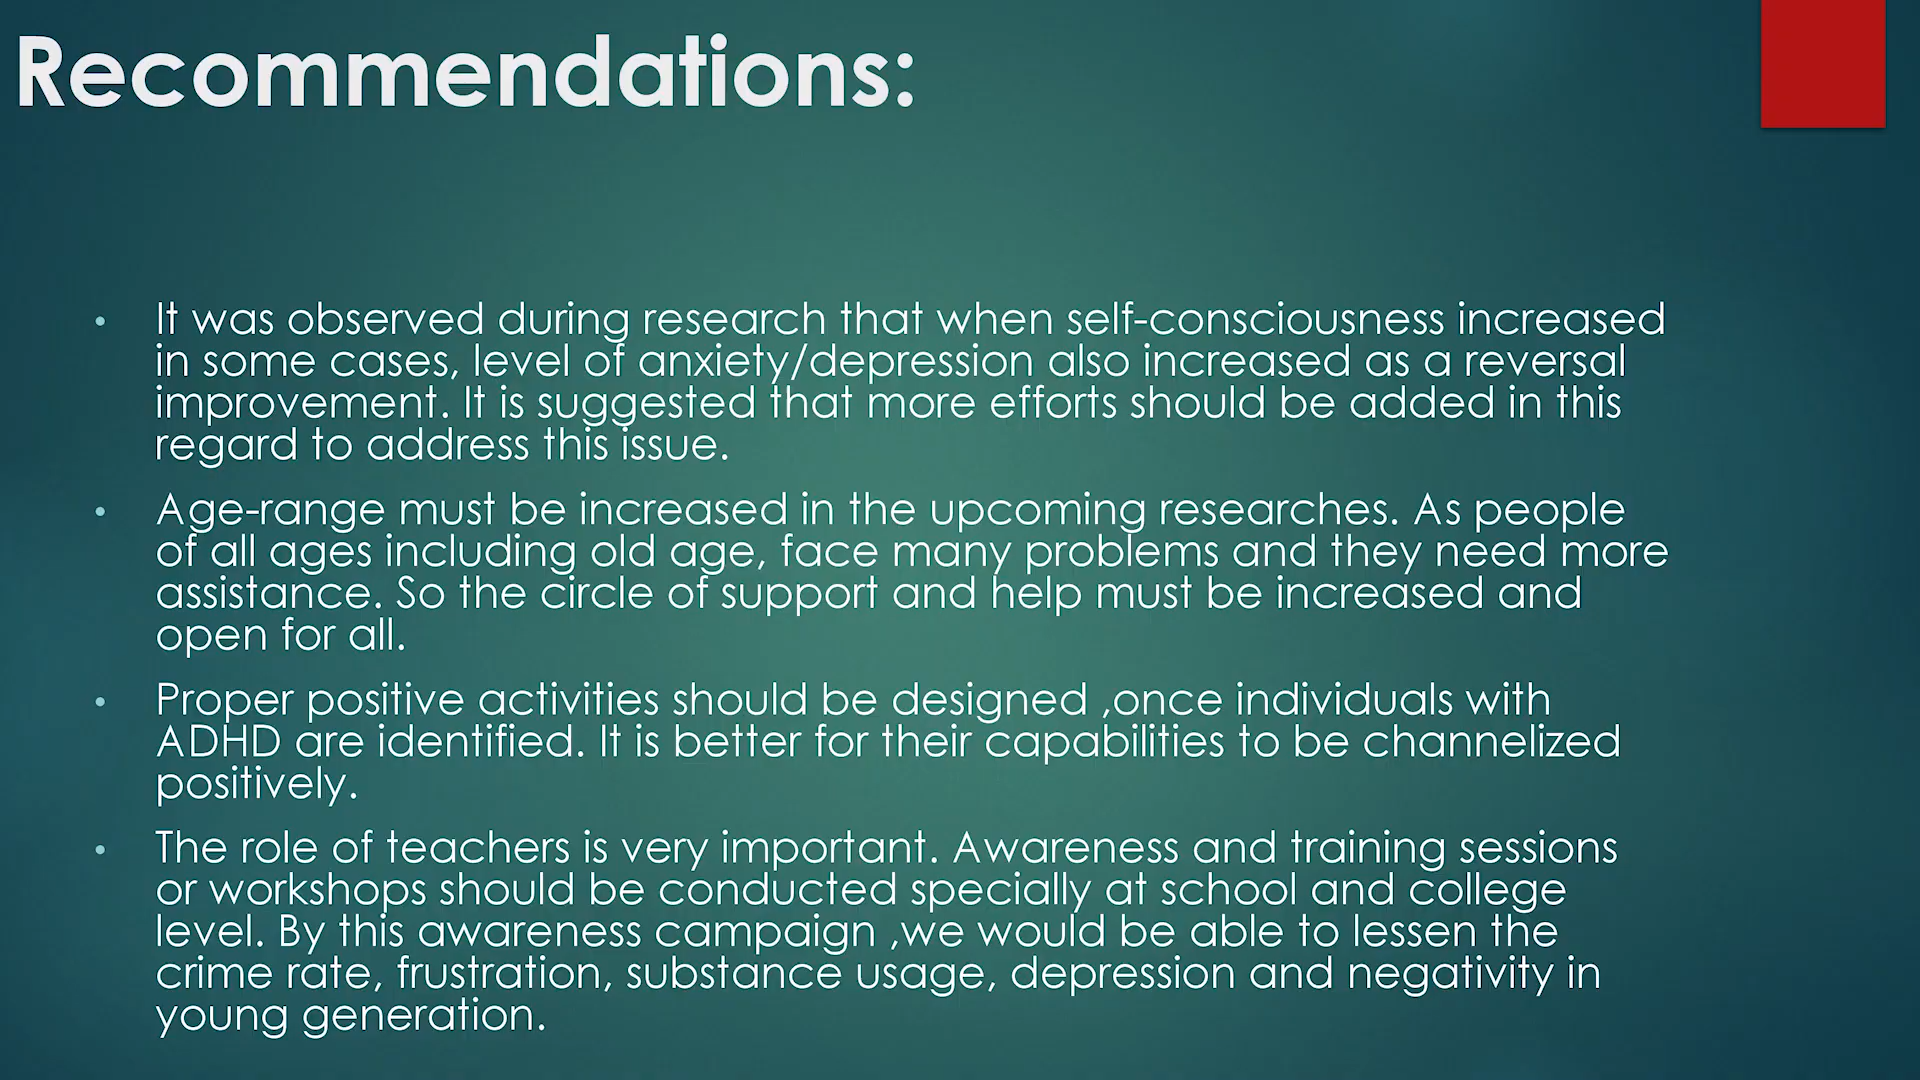 Recommendations:
• It was observed during research that when self-consciousness increased
in some cases, level of anxiety/depression also increased as a reversal
improvement. It is suggested that more efforts should be added in this
regard to address this issue.
• Age-range must be increased in the upcoming researches. As people
of all ages including old age, face many problems and they need more
assistance. So the circle of support and help must be increased and
open for all.
• Proper positive activities should be designed ,once individuals with
ADHD are identified. It is better for their capabilities to be channelized
positively.
• The role of teachers is very important. Awareness and training sessions
or workshops should be conducted specially at school and college
level. By this awareness campaign ,we would be able to lessen the
crime rate, frustration, substance usage, depression and negativity in
young generation.